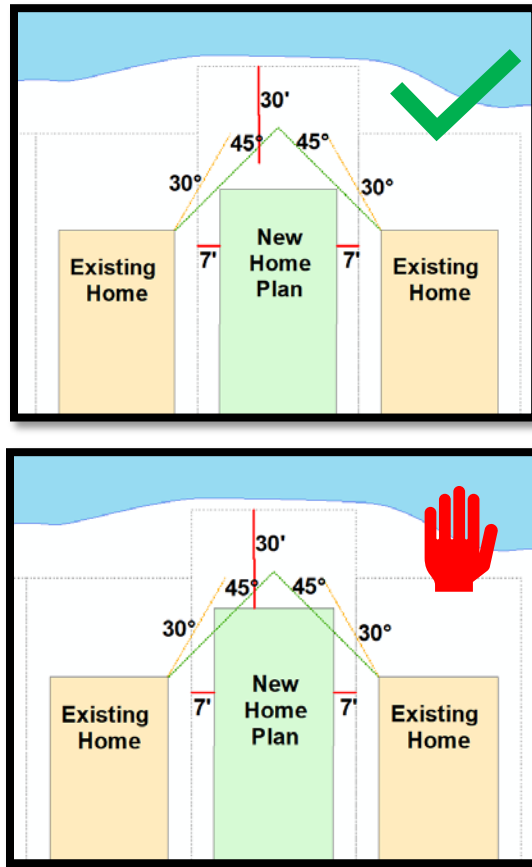 30'
45° 45°
30° 30°
New
Home
Plan
7' 7'
Existing
Home
Existing
Home
30'
45° 45°
30° 30°
New
Home
Plan
7' 7'
Existing
Home
Existing
Home